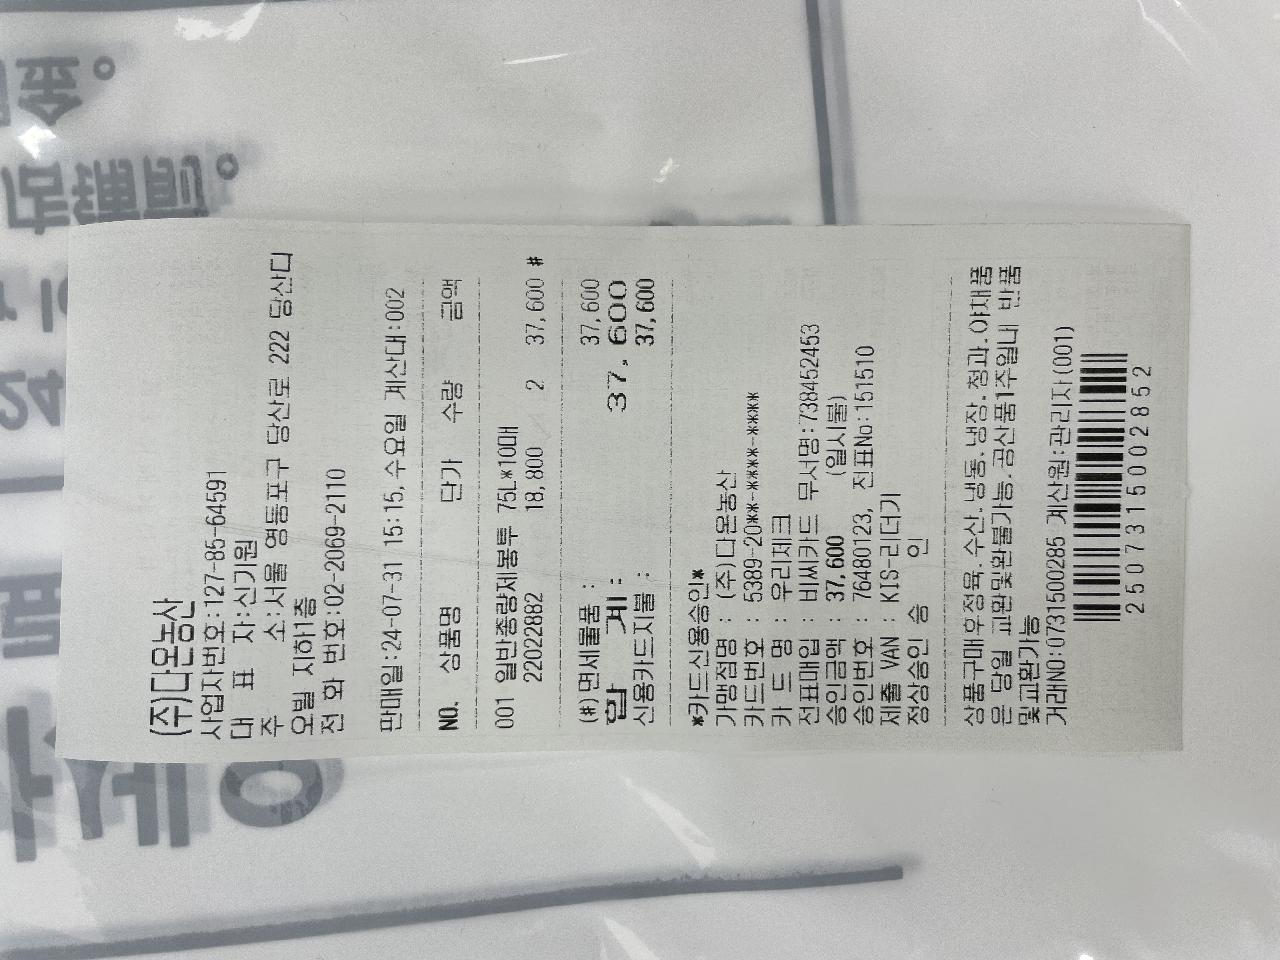 (주)다온농산
사업자번호:127-85-64591
대 표 자:신기원
주 소:서울 영등포구 당산로 222 당산디
오빌 지하1층
전 화 번호:02-2069-2110
판매일:24-07-31 15:15,수요일 계산대:002
NO. 상품명 단가 수량 금액
001 일반종량제봉투 75L*10매
22022882 18,800 2 37,600 #
(#)면세물품 : 37,600
합 계: 37,600
신용카드지불 : 37,600
*카드신용승인*
가맹점명 : (주)다온농산
카드번호 : 5389-20**-****-****
카 드 명 : 우리체크
전표매입 : 비씨카드 무서명:738452453
승인금액 : 37,600 (일시불)
승인번호 : 76480123, 전표No:151510
제출 VAN : KIS-리더기
정상승인 승 인
상품구매후정육.수산.냉동.냉장.청과.야채품
은 당일 교환및환불가능.공산품1주일내 반품
및교환가능
거래NO:0731500285 계산원:관리자(001)
2507315002852
24